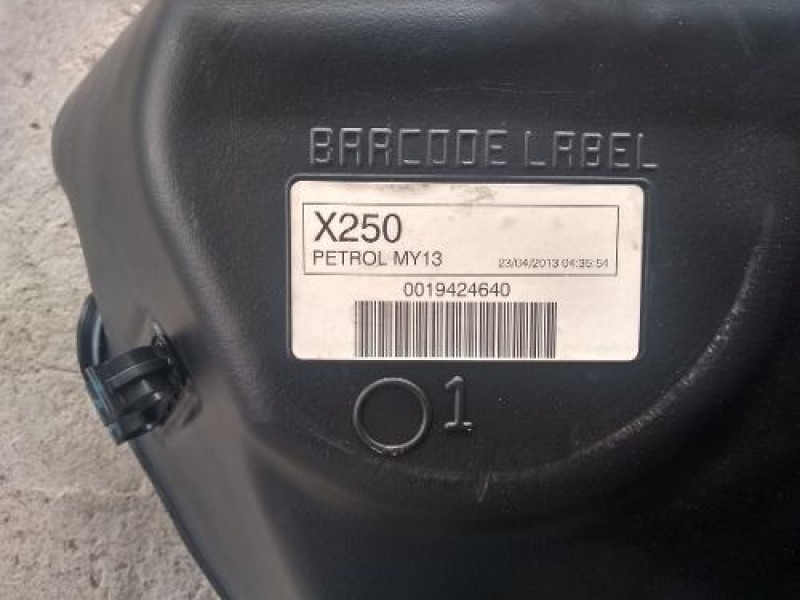 BARCODE LABEL
X250
PETROL MY13 23/04/2013 04:35:54
0019424640
1